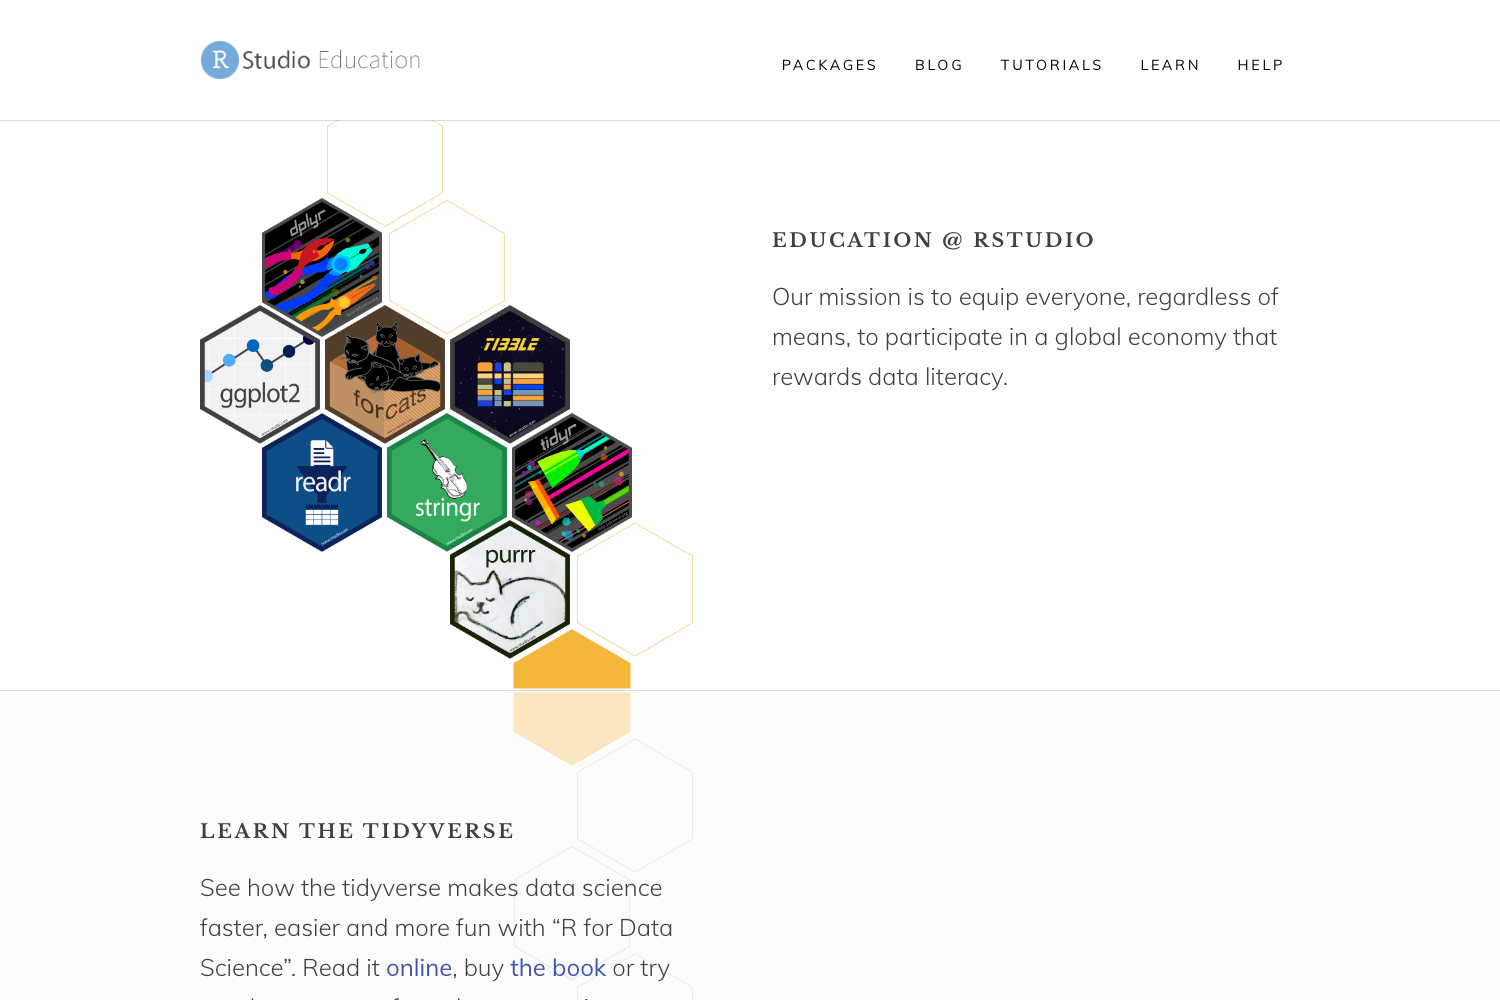 R Studio Education
PACKAGES BLOG TUTORIALS LEARN HELP
dplyr
ggplot2
forcats
TIBBLE
readr
stringr
tidyr
purrr
EDUCATION @ RSTUDIO
Our mission is to equip everyone, regardless of
means, to participate in a global economy that
rewards data literacy.
LEARN THE TIDYVERSE
See how the tidyverse makes data science
faster, easier and more fun with “R for Data
Science”. Read it online, buy the book or try